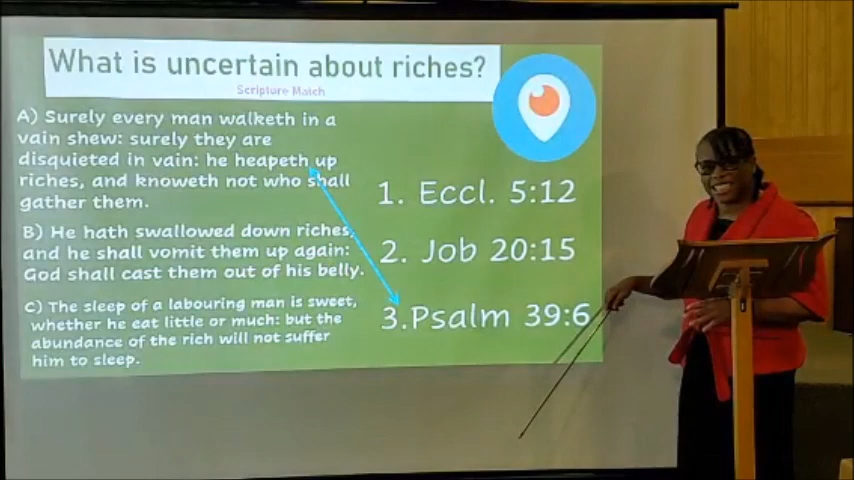 What is uncertain about riches?
Scripture Match
A) Surely every man walketh in a
vain shew: surely they are
disquieted in vain: he heapeth up
riches, and knoweth not who shall
gather them.
B) He hath swallowed down riches,
and he shall vomit them up again:
God shall cast them out of his belly.
C) The sleep of a labouring man is sweet,
whether he eat little or much: but the
abundance of the rich will not suffer
him to sleep.
1. Eccl. 5:12
2. Job 20:15
3.Psalm 39:6